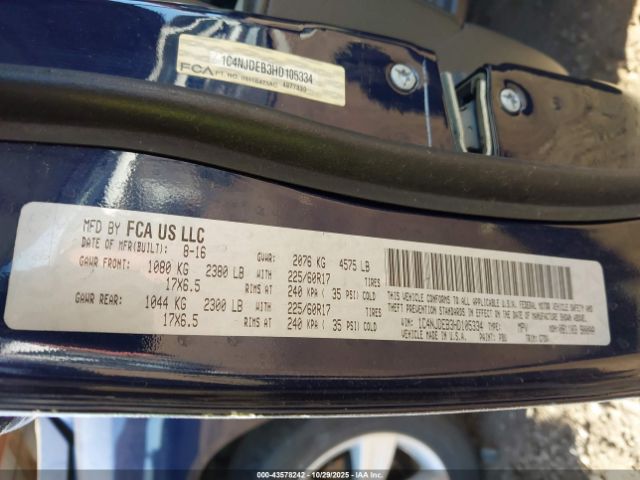 1C4NJDEB3HD105334
FCA
MFD BY FCA US LLC
DATE OF MFR(BUILT): 8-16 GVWR: 2076 KG 4575 LB
GAWR FRONT: 1080 KG 2380 LB WITH 225/60R17 TIRES
17X6.5 RIMS AT 240 KPA ( 35 PSI) COLD
GAWR REAR: 1044 KG 2300 LB WITH 225/60R17 TIRES
17X6.5 RIMS AT 240 KPA ( 35 PSI) COLD
THIS VEHICLE CONFORMS TO ALL APPLICABLE U.S.A. FEDERAL MOTOR VEHICLE SAFETY AND
THEFT PREVENTION STANDARDS IN EFFECT ON THE DATE OF MANUFACTURE SHOWN ABOVE.
VIN: 1C4NJDEB3HD105334 TYPE: MPV
VEHICLE MADE IN U.S.A. PAINT: PBU
000-43578242 - 10/29/2025 - IAAI.COM